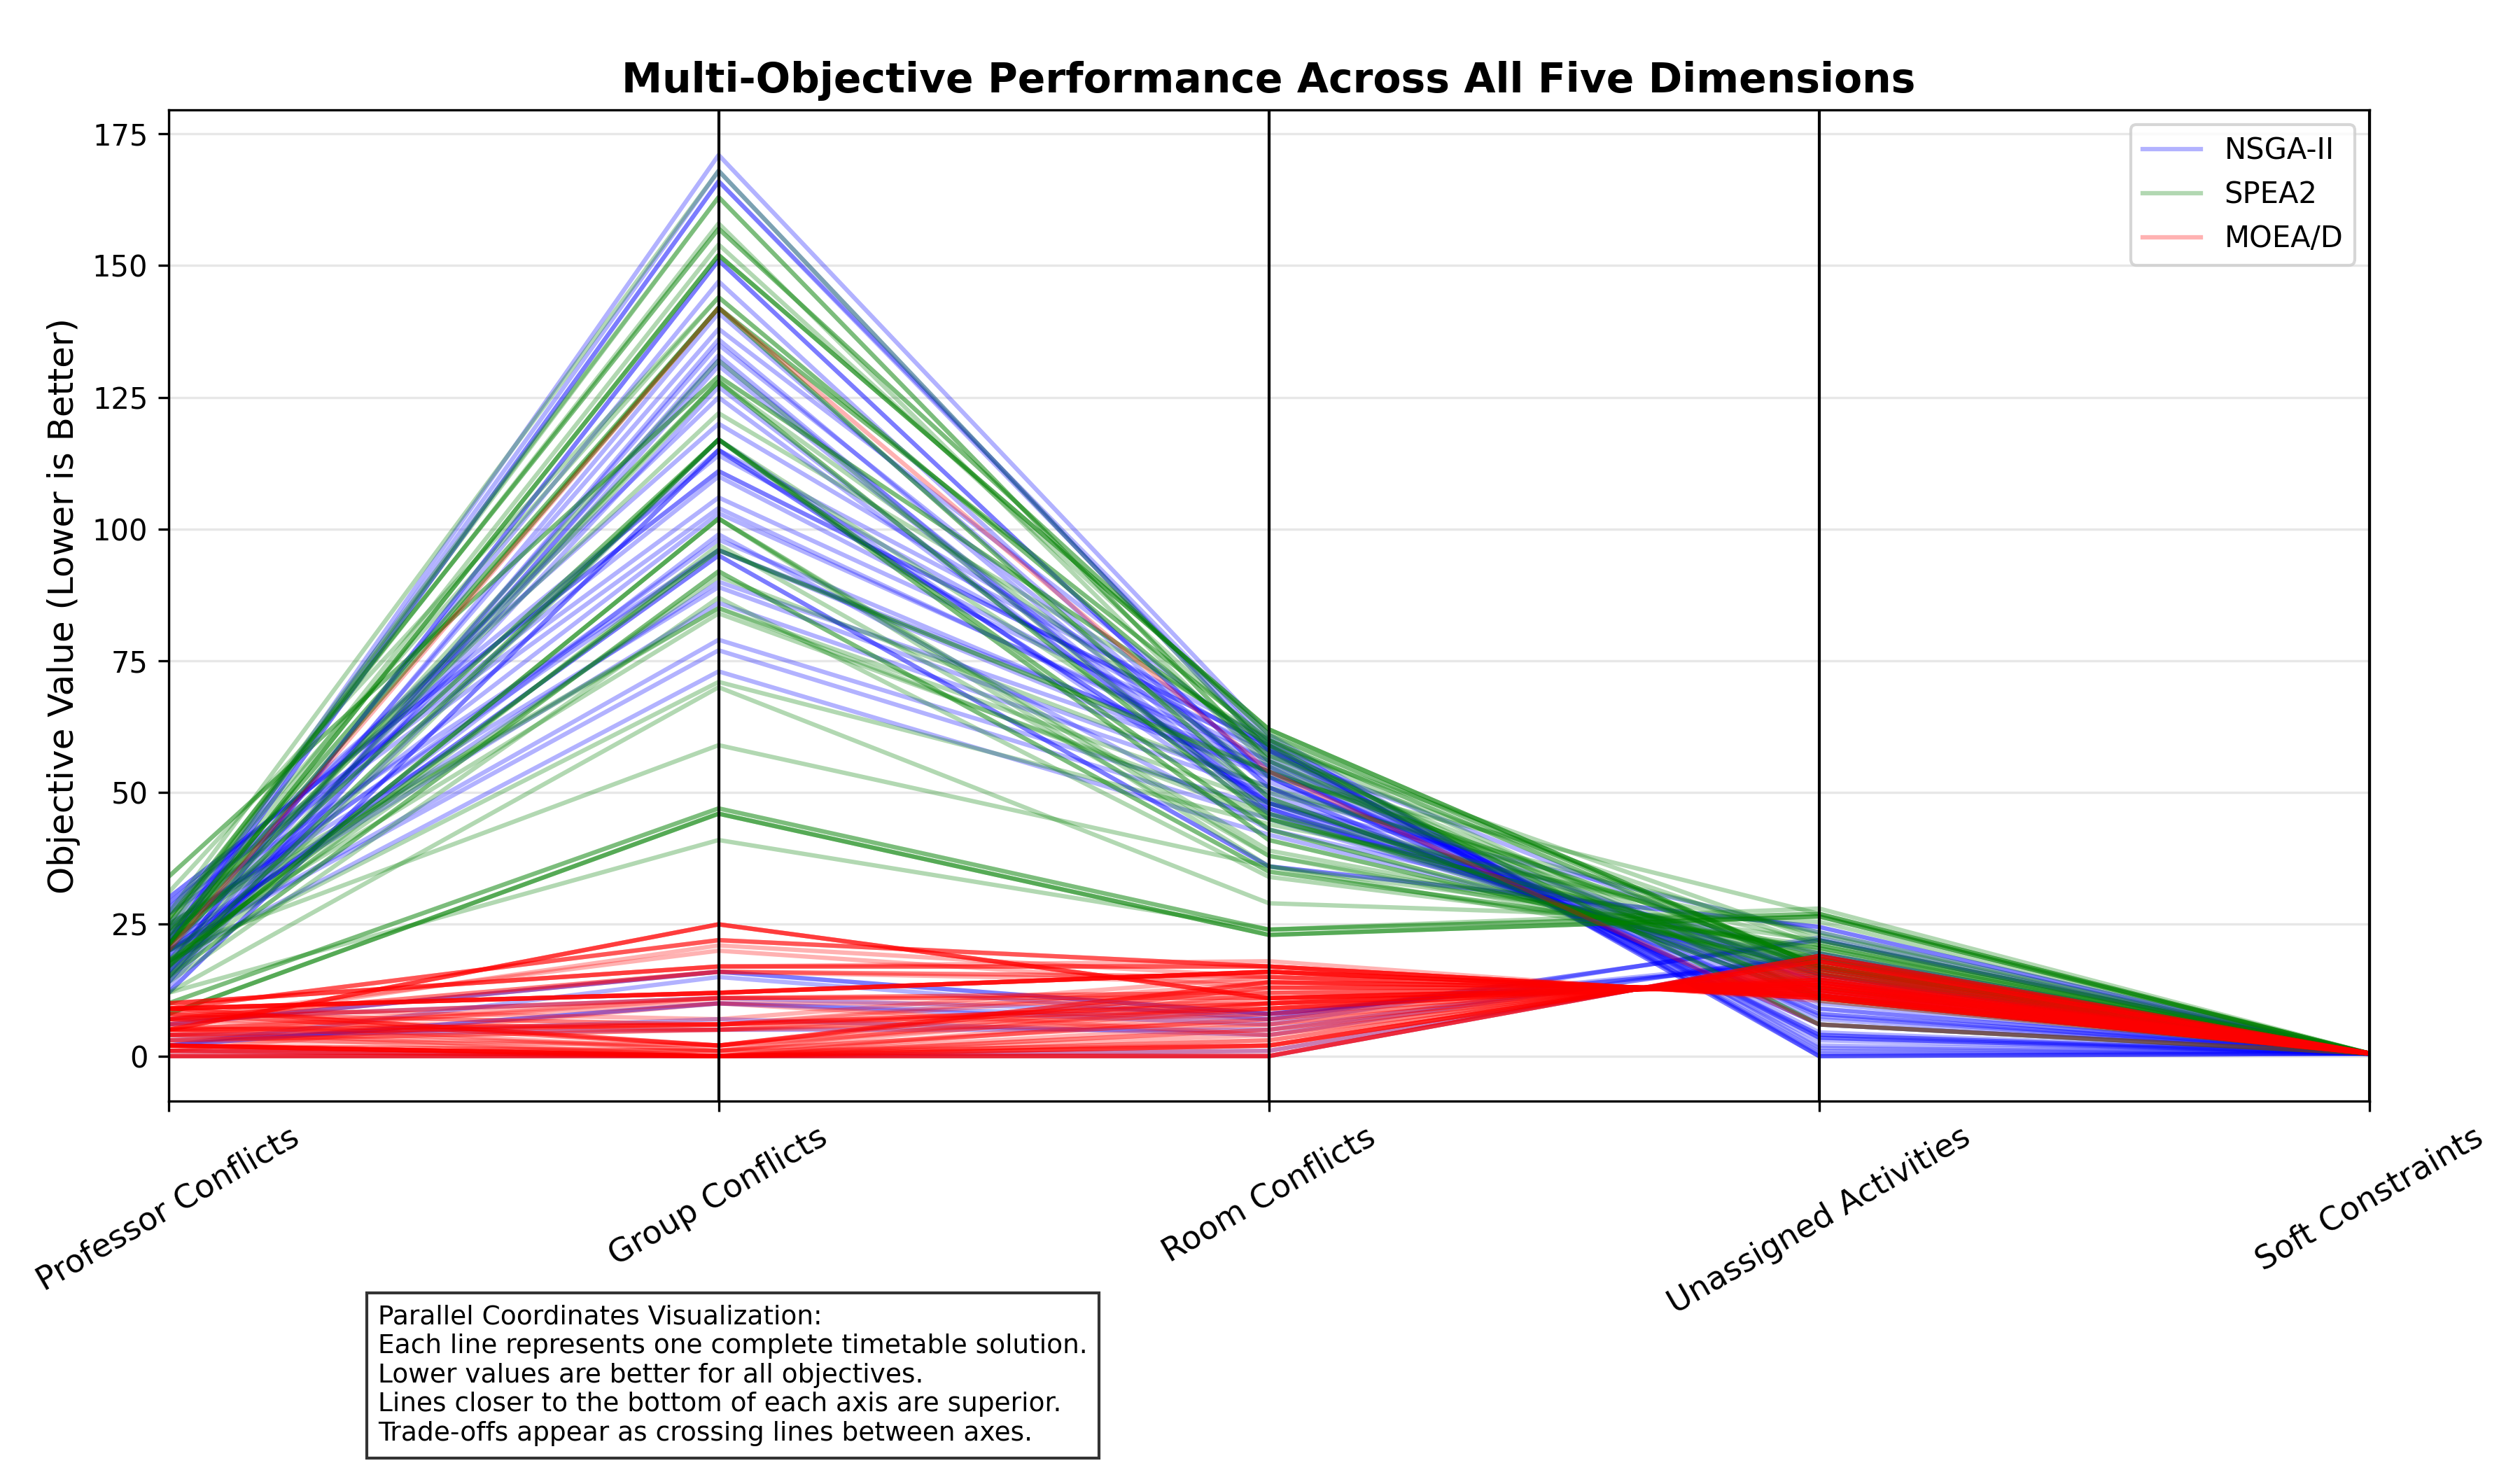 Multi-Objective Performance Across All Five Dimensions
Objective Value (Lower is Better)
175
150
125
100
75
50
25
0
NSGA-II
SPEA2
MOEA/D
Professor Conflicts
Group Conflicts
Room Conflicts
Unassigned Activities
Soft Constraints
Parallel Coordinates Visualization:
Each line represents one complete timetable solution.
Lower values are better for all objectives.
Lines closer to the bottom of each axis are superior.
Trade-offs appear as crossing lines between axes.